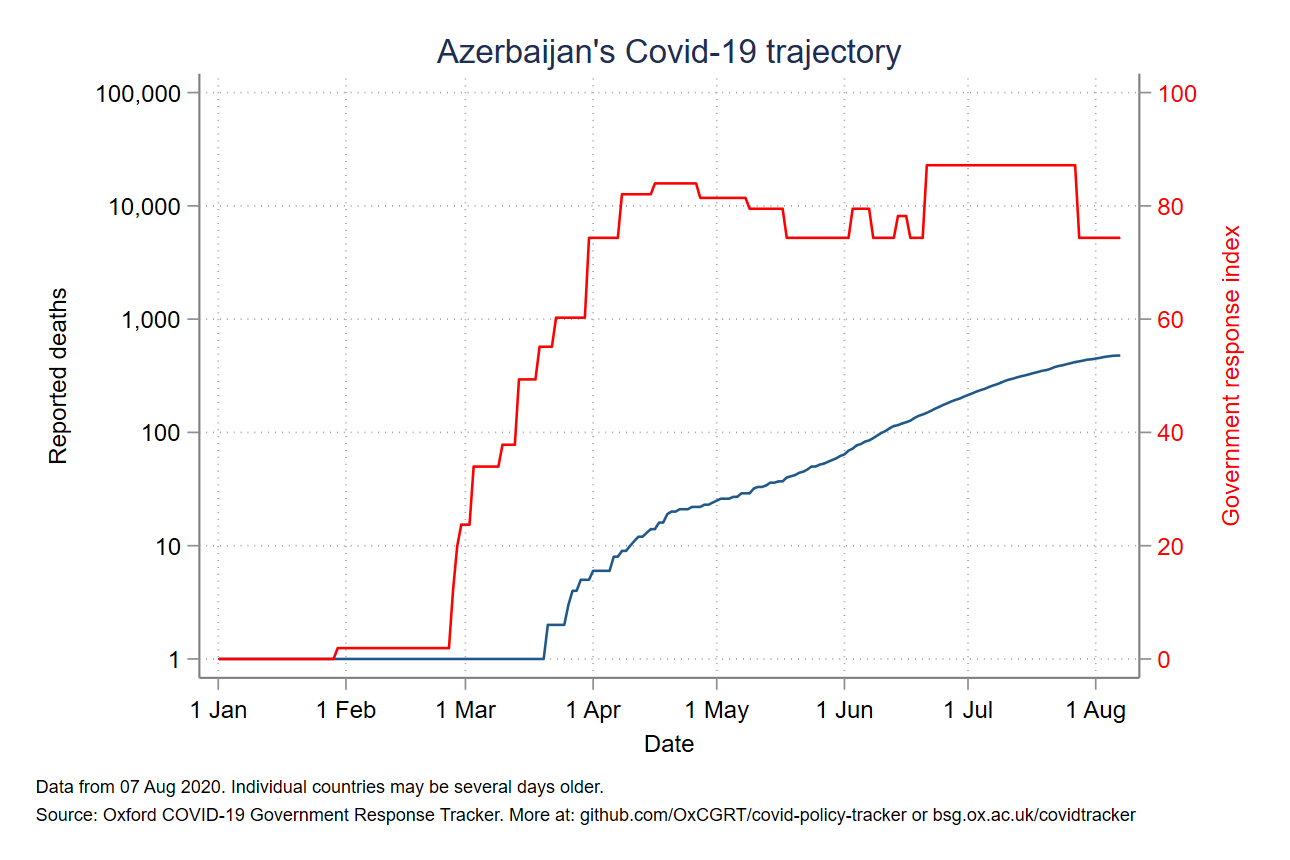 Azerbaijan's Covid-19 trajectory
100,000
10,000
1,000
100
10
1
Reported deaths
100
80
60
40
20
0
Government response index
1 Jan 1 Feb 1 Mar 1 Apr 1 May 1 Jun 1 Jul 1 Aug
Date
Data from 07 Aug 2020. Individual countries may be several days older.
Source: Oxford COVID-19 Government Response Tracker. More at: github.com/OxCGRT/covid-policy-tracker or bsg.ox.ac.uk/covidtracker